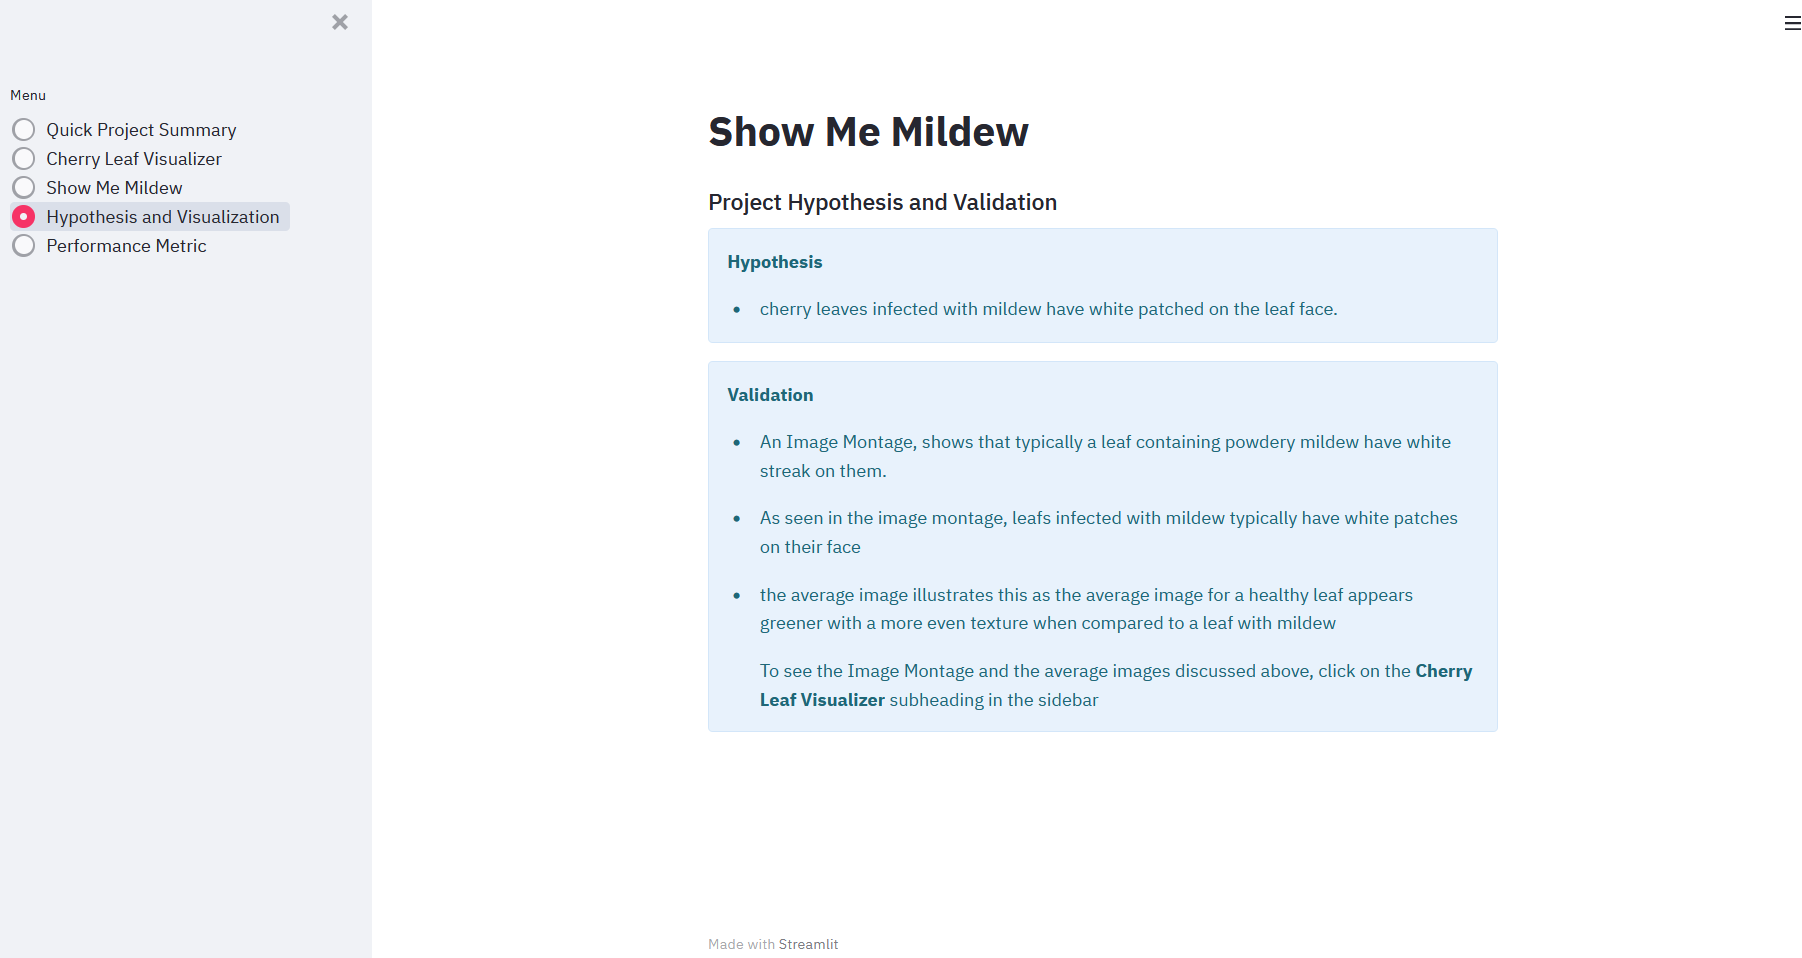 Menu
Quick Project Summary
Cherry Leaf Visualizer
Show Me Mildew
Hypothesis and Visualization
Performance Metric
Show Me Mildew
Project Hypothesis and Validation
Hypothesis
• cherry leaves infected with mildew have white patched on the leaf face.
Validation
• An Image Montage, shows that typically a leaf containing powdery mildew have white
streak on them.
• As seen in the image montage, leafs infected with mildew typically have white patches
on their face
• the average image illustrates this as the average image for a healthy leaf appears
greener with a more even texture when compared to a leaf with mildew
To see the Image Montage and the average images discussed above, click on the Cherry
Leaf Visualizer subheading in the sidebar
Made with Streamlit